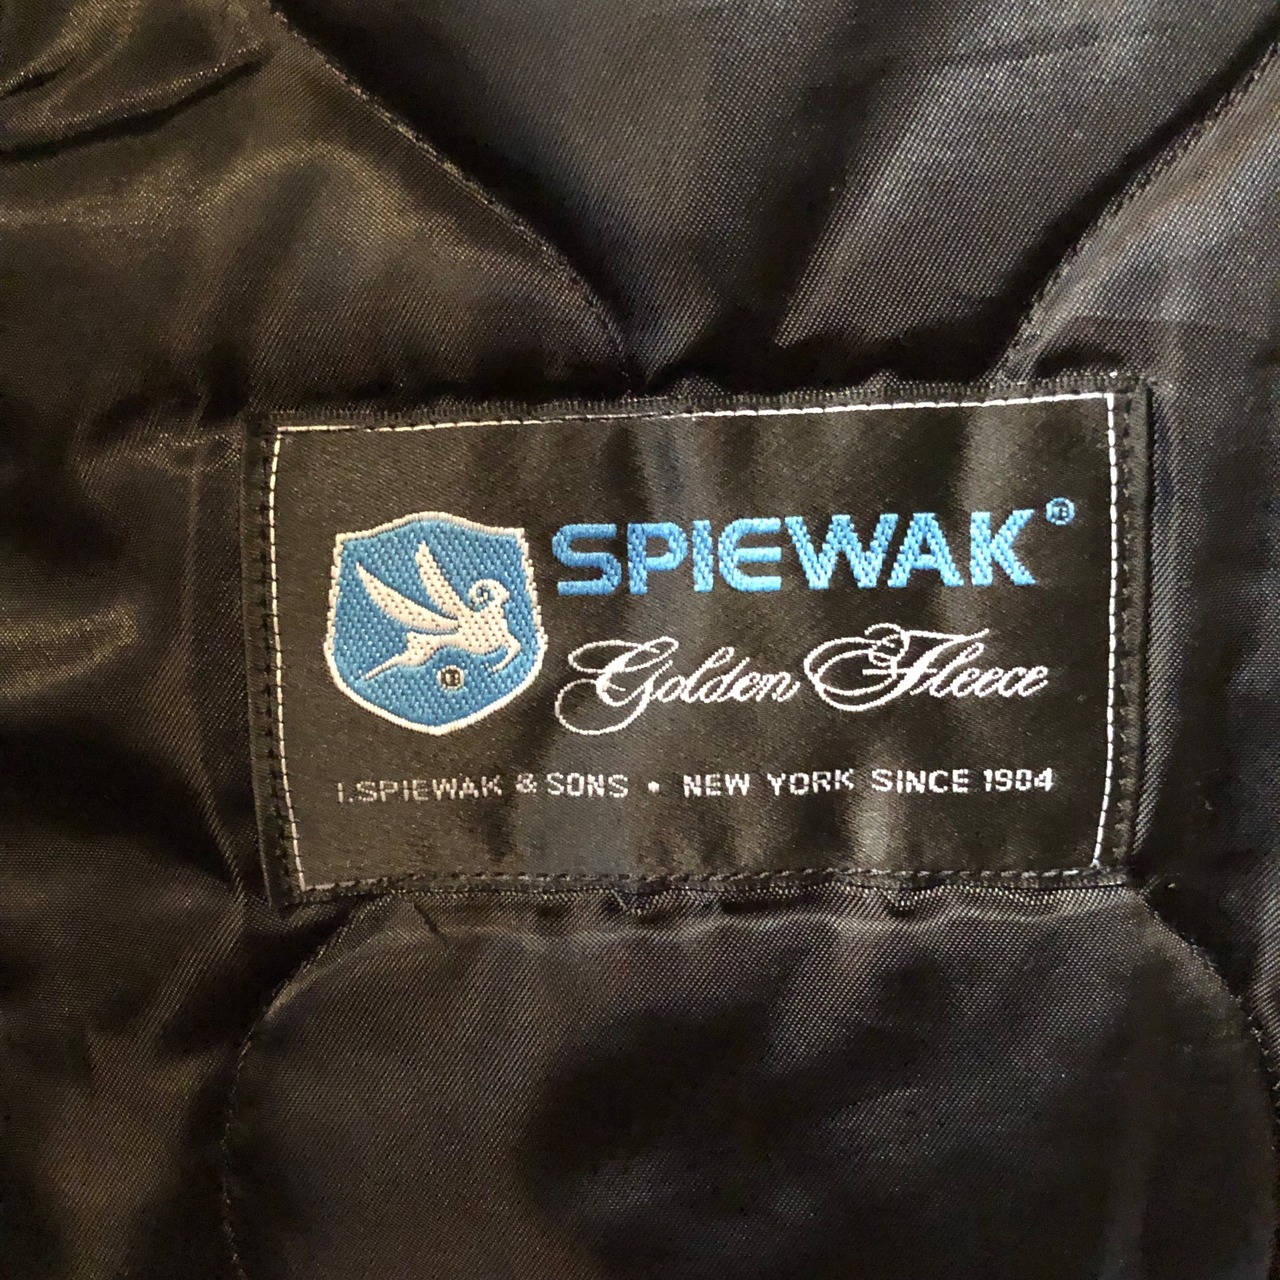 SPIEWAK®
Golden Fleece
I.SPIEWAK & SONS • NEW YORK SINCE 1904
®